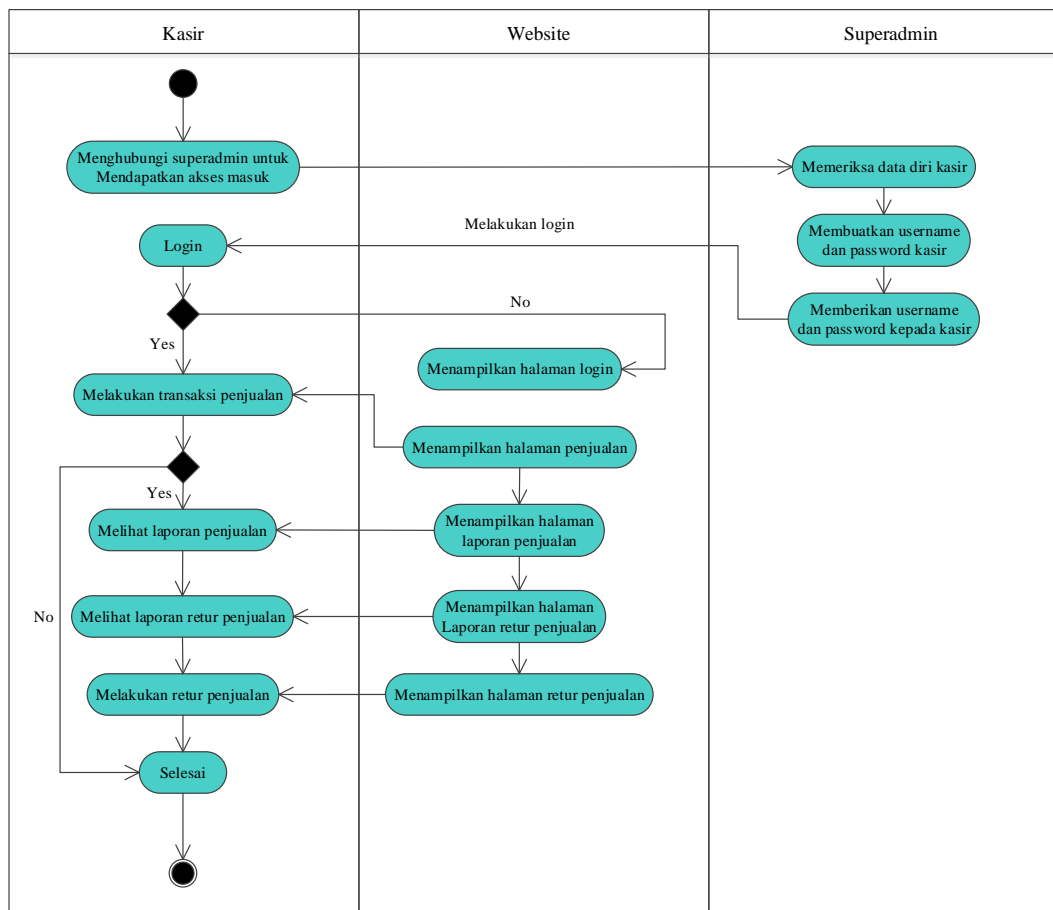 Kasir
Website
Superadmin
Menghubungi superadmin untuk
Mendapatkan akses masuk
Memeriksa data diri kasir
Membuatkan username
dan password kasir
Melakukan login
Login
Memberikan username
dan password kepada kasir
No
Yes
Menampilkan halaman login
Melakukan transaksi penjualan
Menampilkan halaman penjualan
Yes
Melihat laporan penjualan
Menampilkan halaman
laporan penjualan
No
Melihat laporan retur penjualan
Menampilkan halaman
Laporan retur penjualan
Melakukan retur penjualan
Menampilkan halaman retur penjualan
Selesai